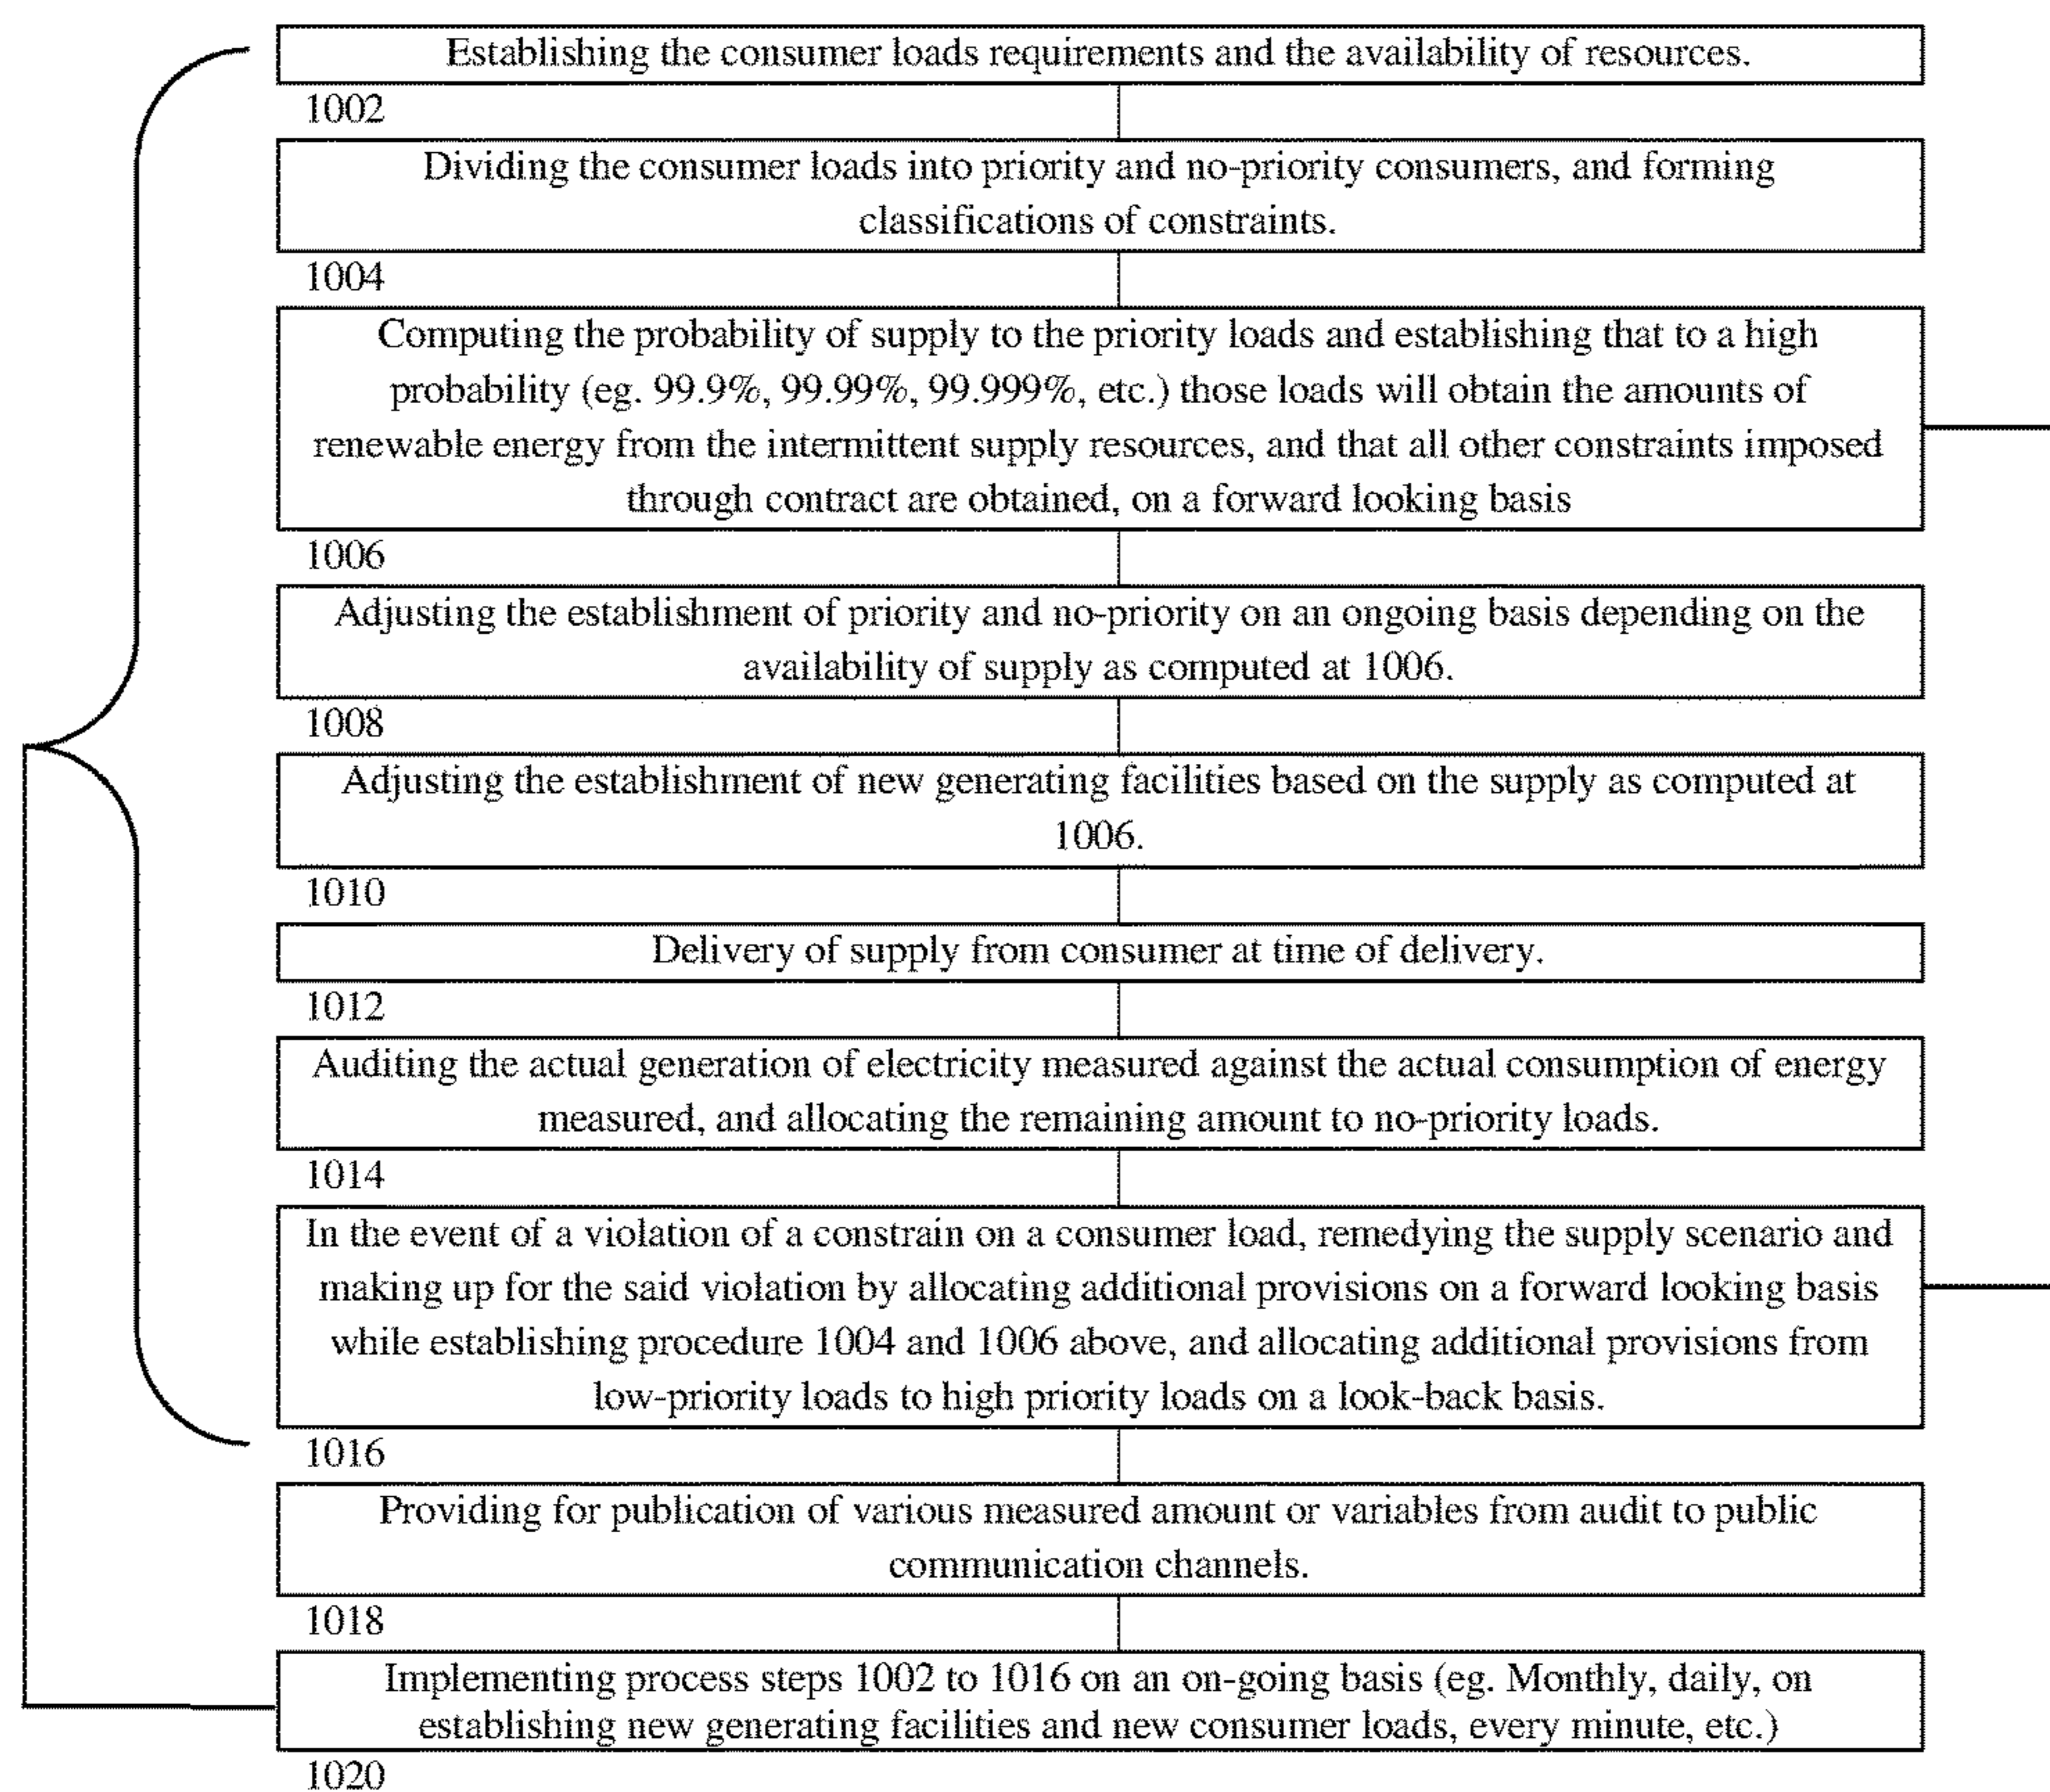 Establishing the consumer loads requirements and the availability of resources.
1002
Dividing the consumer loads into priority and no-priority consumers, and forming
classifications of constraints.
1004
Computing the probability of supply to the priority loads and establishing that to a high
probability (eg. 99.9%, 99.99%, 99.999%, etc.) those loads will obtain the amounts of
renewable energy from the intermittent supply resources, and that all other constraints imposed
through contract are obtained, on a forward looking basis
1006
Adjusting the establishment of priority and no-priority on an ongoing basis depending on the
availability of supply as computed at 1006.
1008
Adjusting the establishment of new generating facilities based on the supply as computed at
1006.
1010
Delivery of supply from consumer at time of delivery.
1012
Auditing the actual generation of electricity measured against the actual consumption of energy
measured, and allocating the remaining amount to no-priority loads.
1014
In the event of a violation of a constrain on a consumer load, remedying the supply scenario and
making up for the said violation by allocating additional provisions on a forward looking basis
while establishing procedure 1004 and 1006 above, and allocating additional provisions from
low-priority loads to high priority loads on a look-back basis.
1016
Providing for publication of various measured amount or variables from audit to public
communication channels.
1018
Implementing process steps 1002 to 1016 on an on-going basis (eg. Monthly, daily, on
establishing new generating facilities and new consumer loads, every minute, etc.)
1020